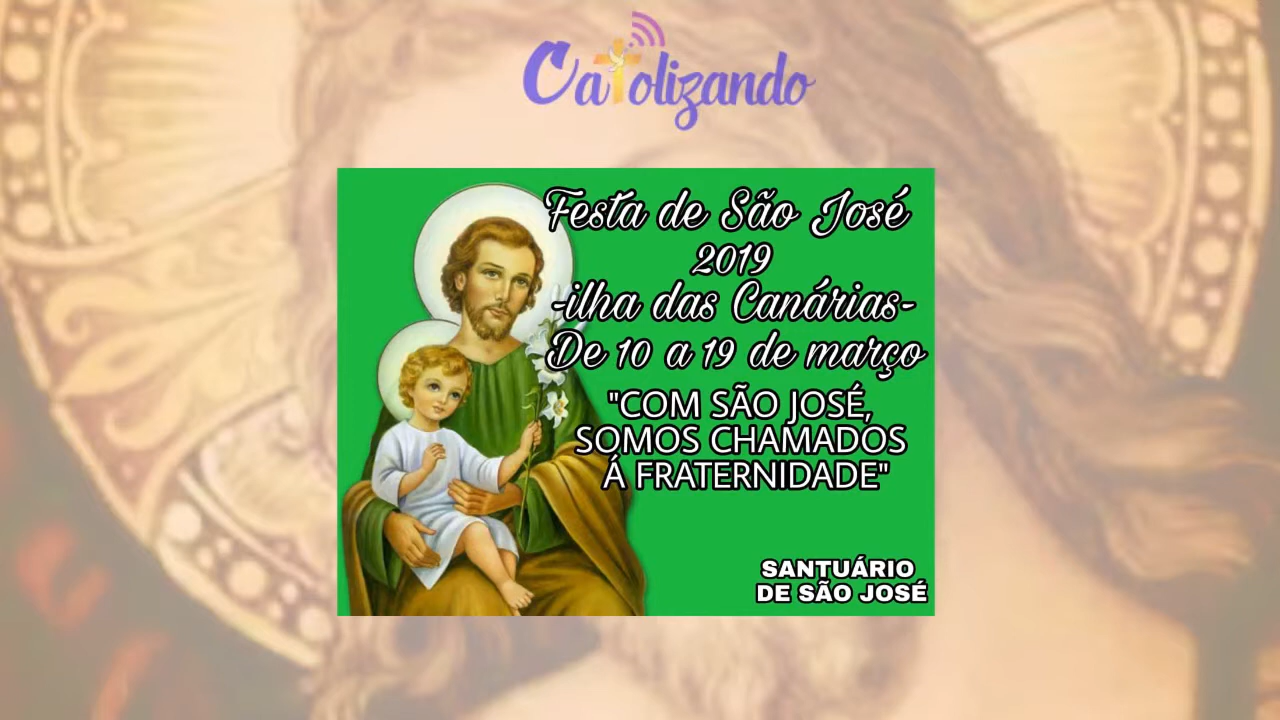 Catolizando
Festa de São José
2019
-ilha das Canárias-
De 10 a 19 de março
"COM SÃO JOSÉ,
SOMOS CHAMADOS
Á FRATERNIDADE"
SANTUÁRIO
DE SÃO JOSÉ